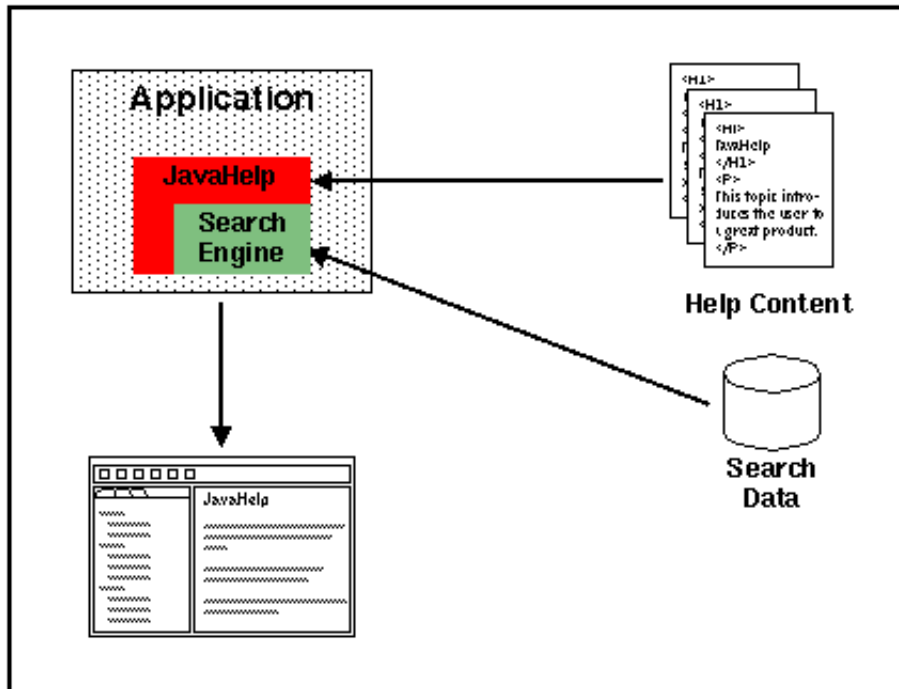 Application
JavaHelp
Search
Engine
<H1>
<H1>
<H1>
JavaHelp
</H1>
<P>
This topic intro-
duces the user to
great product.
</P>
Help Content
Search
Data
JavaHelp